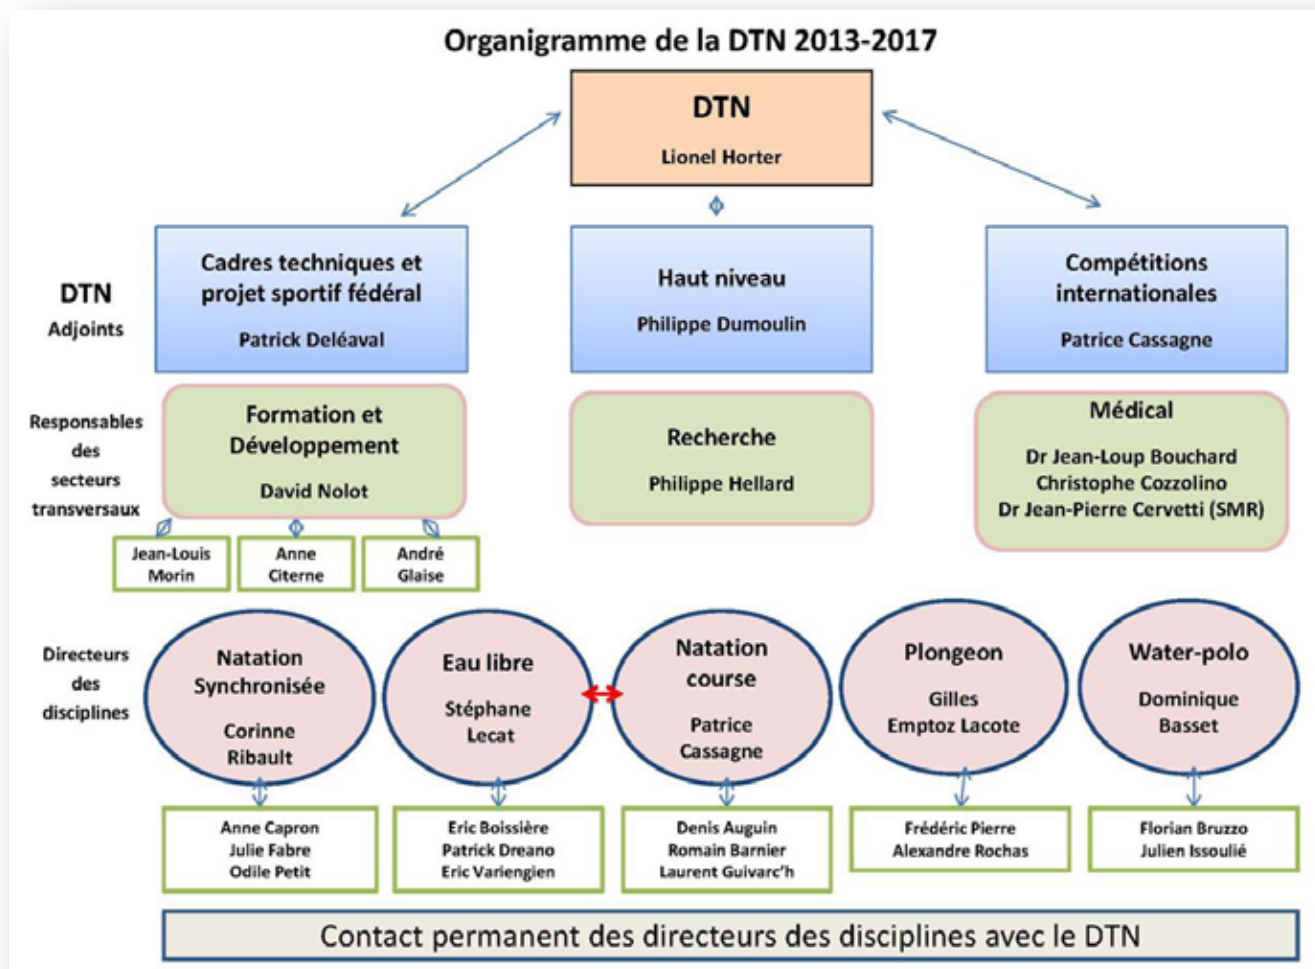 Organigramme de la DTN 2013-2017
DTN
Lionel Horter
DTN
Adjoints
Cadres techniques et
projet sportif fédéral
Patrick Deléaval
Haut niveau
Philippe Dumoulin
Compétitions
internationales
Patrice Cassagne
Responsables
des
secteurs
transversaux
Formation et
Développement
David Nolot
Recherche
Philippe Hellard
Médical
Dr Jean-Loup Bouchard
Christophe Cozzolino
Dr Jean-Pierre Cervetti (SMR)
Jean-Louis
Morin
Anne
Citerne
André
Glaise
Directeurs
des
disciplines
Natation
Synchronisée
Corinne
Ribault
Eau libre
Stéphane
Lecat
Natation
course
Patrice
Cassagne
Plongeon
Gilles
Emptoz Lacote
Water-polo
Dominique
Basset
Anne Capron
Julie Fabre
Odile Petit
Eric Boissière
Patrick Dreano
Eric Variengien
Denis Auguin
Romain Barnier
Laurent Guivarc'h
Frédéric Pierre
Alexandre Rochas
Florian Bruzzo
Julien Issoulié
Contact permanent des directeurs des disciplines avec le DTN